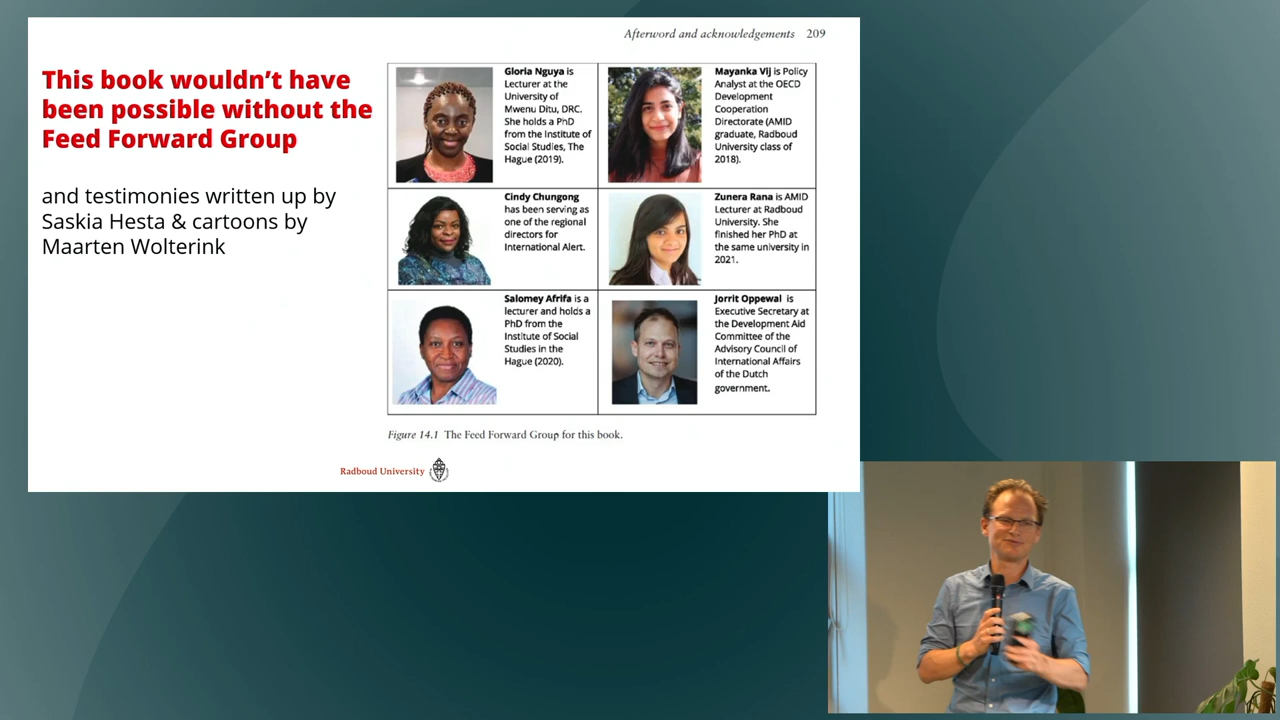 Afterword and acknowledgements 209
This book wouldn't have
been possible without the
Feed Forward Group
and testimonies written up by
Saskia Hesta & cartoons by
Maarten Wolterink
Gloria Nguya is
Lecturer at the
University of
Mwenu Ditu, DRC.
She holds a PhD
from the Institute of
Social Studies, The
Hague (2019).
Mayanka Vij is Policy
Analyst at the OECD
Development
Cooperation
Directorate (AMID
graduate, Radboud
University class of
2018).
Cindy Chungong
has been serving as
one of the regional
directors for
International Alert.
Zunera Rana is AMID
Lecturer at Radboud
University. She
finished her PhD at
the same university in
2021.
Salomey Afrifa is a
lecturer and holds a
PhD from the
Institute of Social
Studies in the
Hague (2020).
Jorrit Oppewal is
Executive Secretary at
the Development Aid
Committee of the
Advisory Council of
International Affairs
of the Dutch
government.
Figure 14.1 The Feed Forward Group for this book.
Radboud University